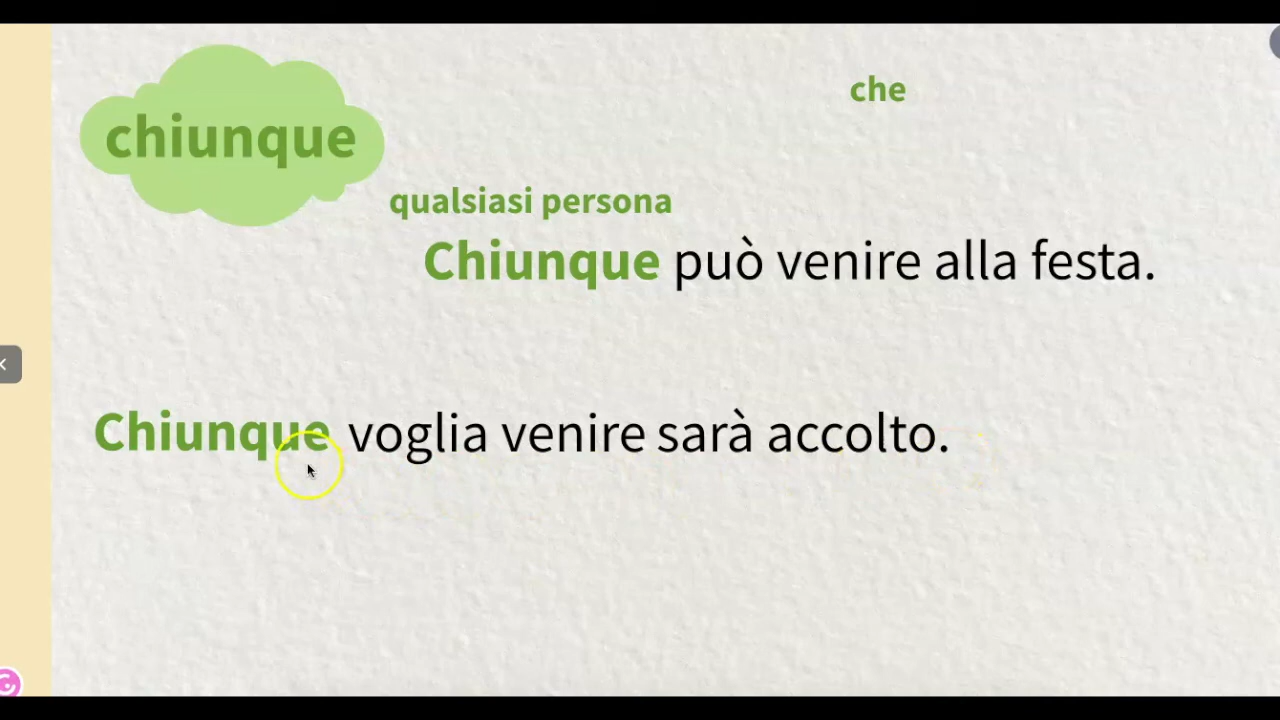 che
chiunque
qualsiasi persona
Chiunque può venire alla festa.
Chiunque voglia venire sarà accolto.